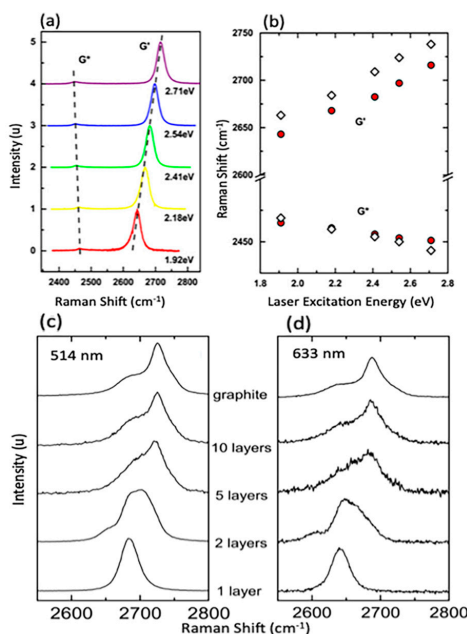 (a)
Intensity (u)
5
4
3
2
1
0
G*
G'
2.71eV
2.54eV
2.41eV
2.18eV
1.92eV
2400 2500 2600 2700 2800
Raman Shift (cm-1)
(b)
Raman Shift (cm-1)
2750
2700
2650
2600
2450
G'
G*
1.8 2.0 2.2 2.4 2.6 2.8
Laser Excitation Energy (eV)
(c)
514 nm
Intensity (u)
graphite
10 layers
5 layers
2 layers
1 layer
2600 2700 2800
Raman Shift (cm-1)
(d)
633 nm
2600 2700 2800
Raman Shift (cm-1)